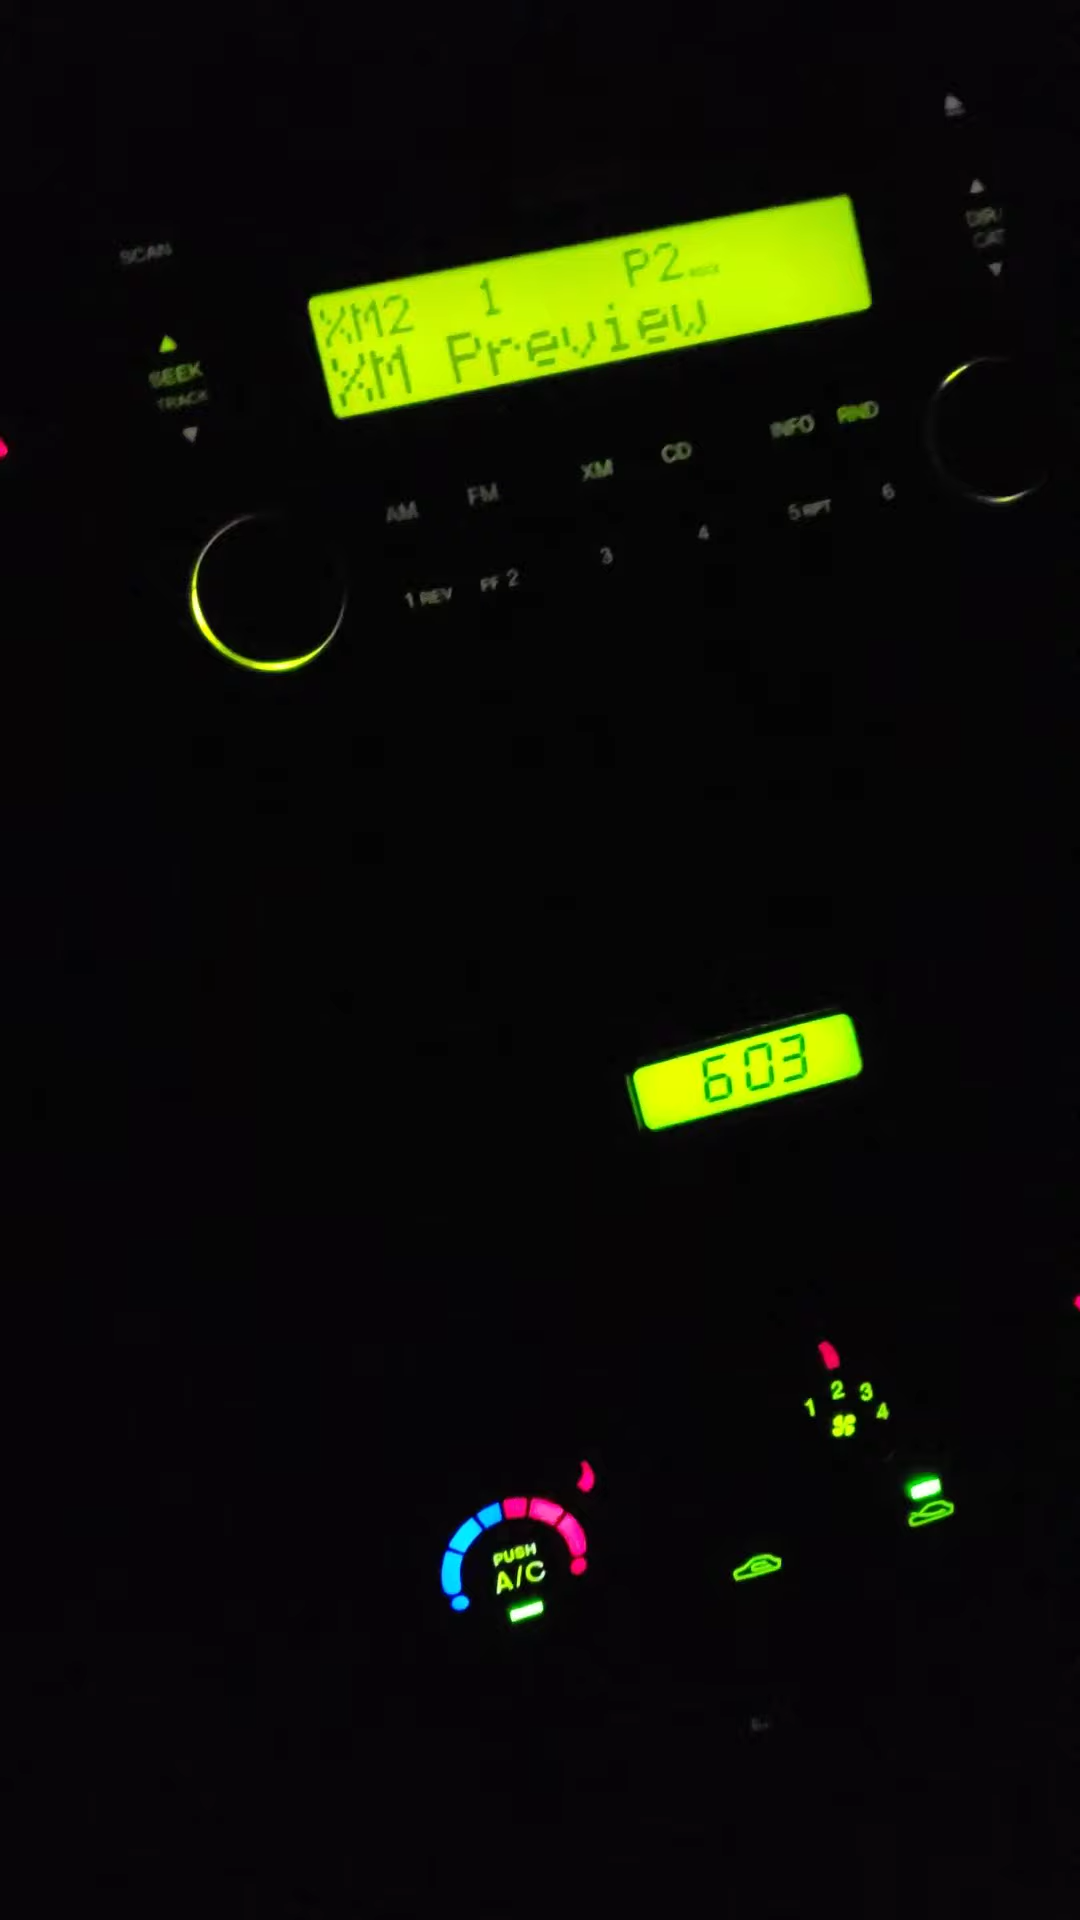 SCAN
XM2 1 P2
XM Preview
DIR/
CAT
SEEK
TRACK
AM FM XM CD INFO RND
1 REV FF 2 3 4 5 RPT 6
603
1 2 3 4
PUSH
A/C